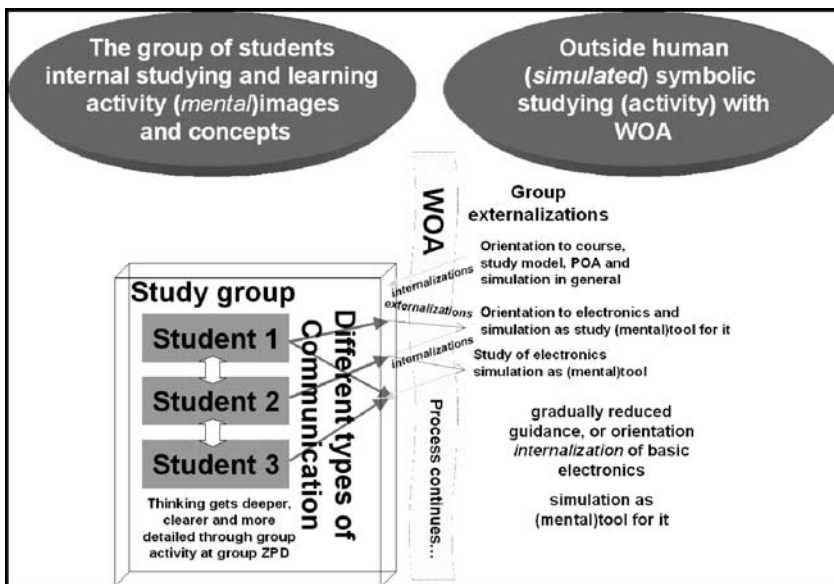 The group of students
internal studying and learning
activity (mental)images
and concepts
Outside human
(simulated) symbolic
studying (activity) with
WOA
WOA
Group
externalizations
Orientation to course,
study model, POA and
simulation in general
internalizations
externalizations
Orientation to electronics and
simulation as study (mental)tool for it
internalizations
Study of electronics
simulation as (mental)tool
Study group
Student 1
Student 2
Student 3
Different types of
Communication
Thinking gets deeper,
clearer and more
detailed through group
activity at group ZPD
Process continues...
gradually reduced
guidance, or orientation
internalization of basic
electronics
simulation as
(mental)tool for it